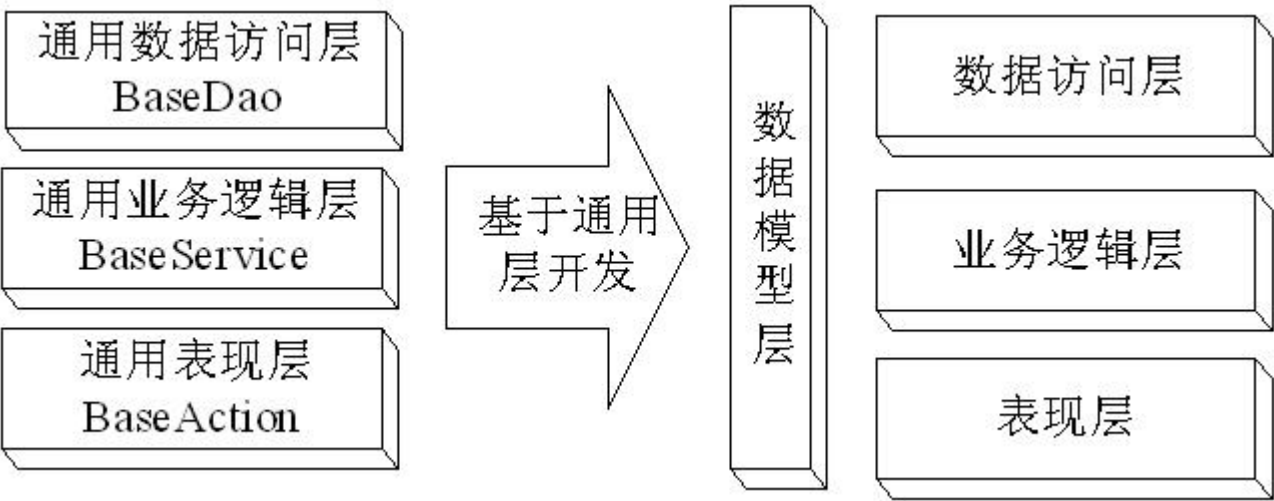 通用数据访问层
BaseDao
通用业务逻辑层
BaseService
通用表现层
BaseAction
基于通用
层开发
数据模型层
数据访问层
业务逻辑层
表现层